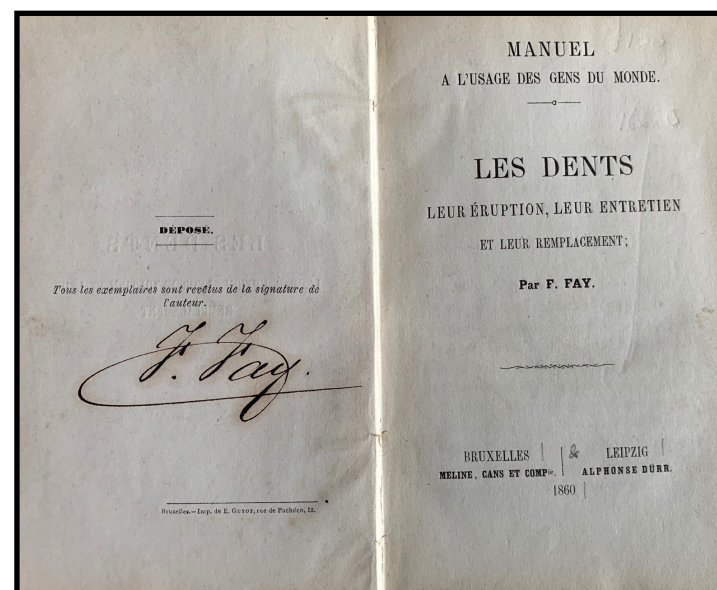 DÉPOSÉ.
Tous les exemplaires sont revêtus de la signature de
l'auteur.
F. Fay.
Bruxelles.—Imp. de E. GUYOT, rue de Pachéco, 12.
MANUEL
A L'USAGE DES GENS DU MONDE.
LES DENTS
LEUR ÉRUPTION, LEUR ENTRETIEN
ET LEUR REMPLACEMENT;
Par F. FAY.
BRUXELLES | & LEIPZIG
MELINE, CANS ET COMPie. | ALPHONSE DÜRR.
1860